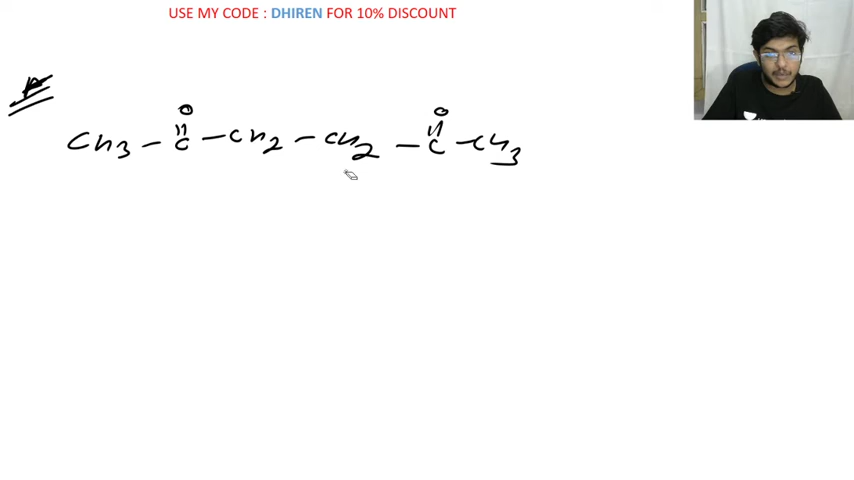 USE MY CODE : DHIREN FOR 10% DISCOUNT
O O
|| ||
CH3 – C – CH2 – CH2 – C – CH3